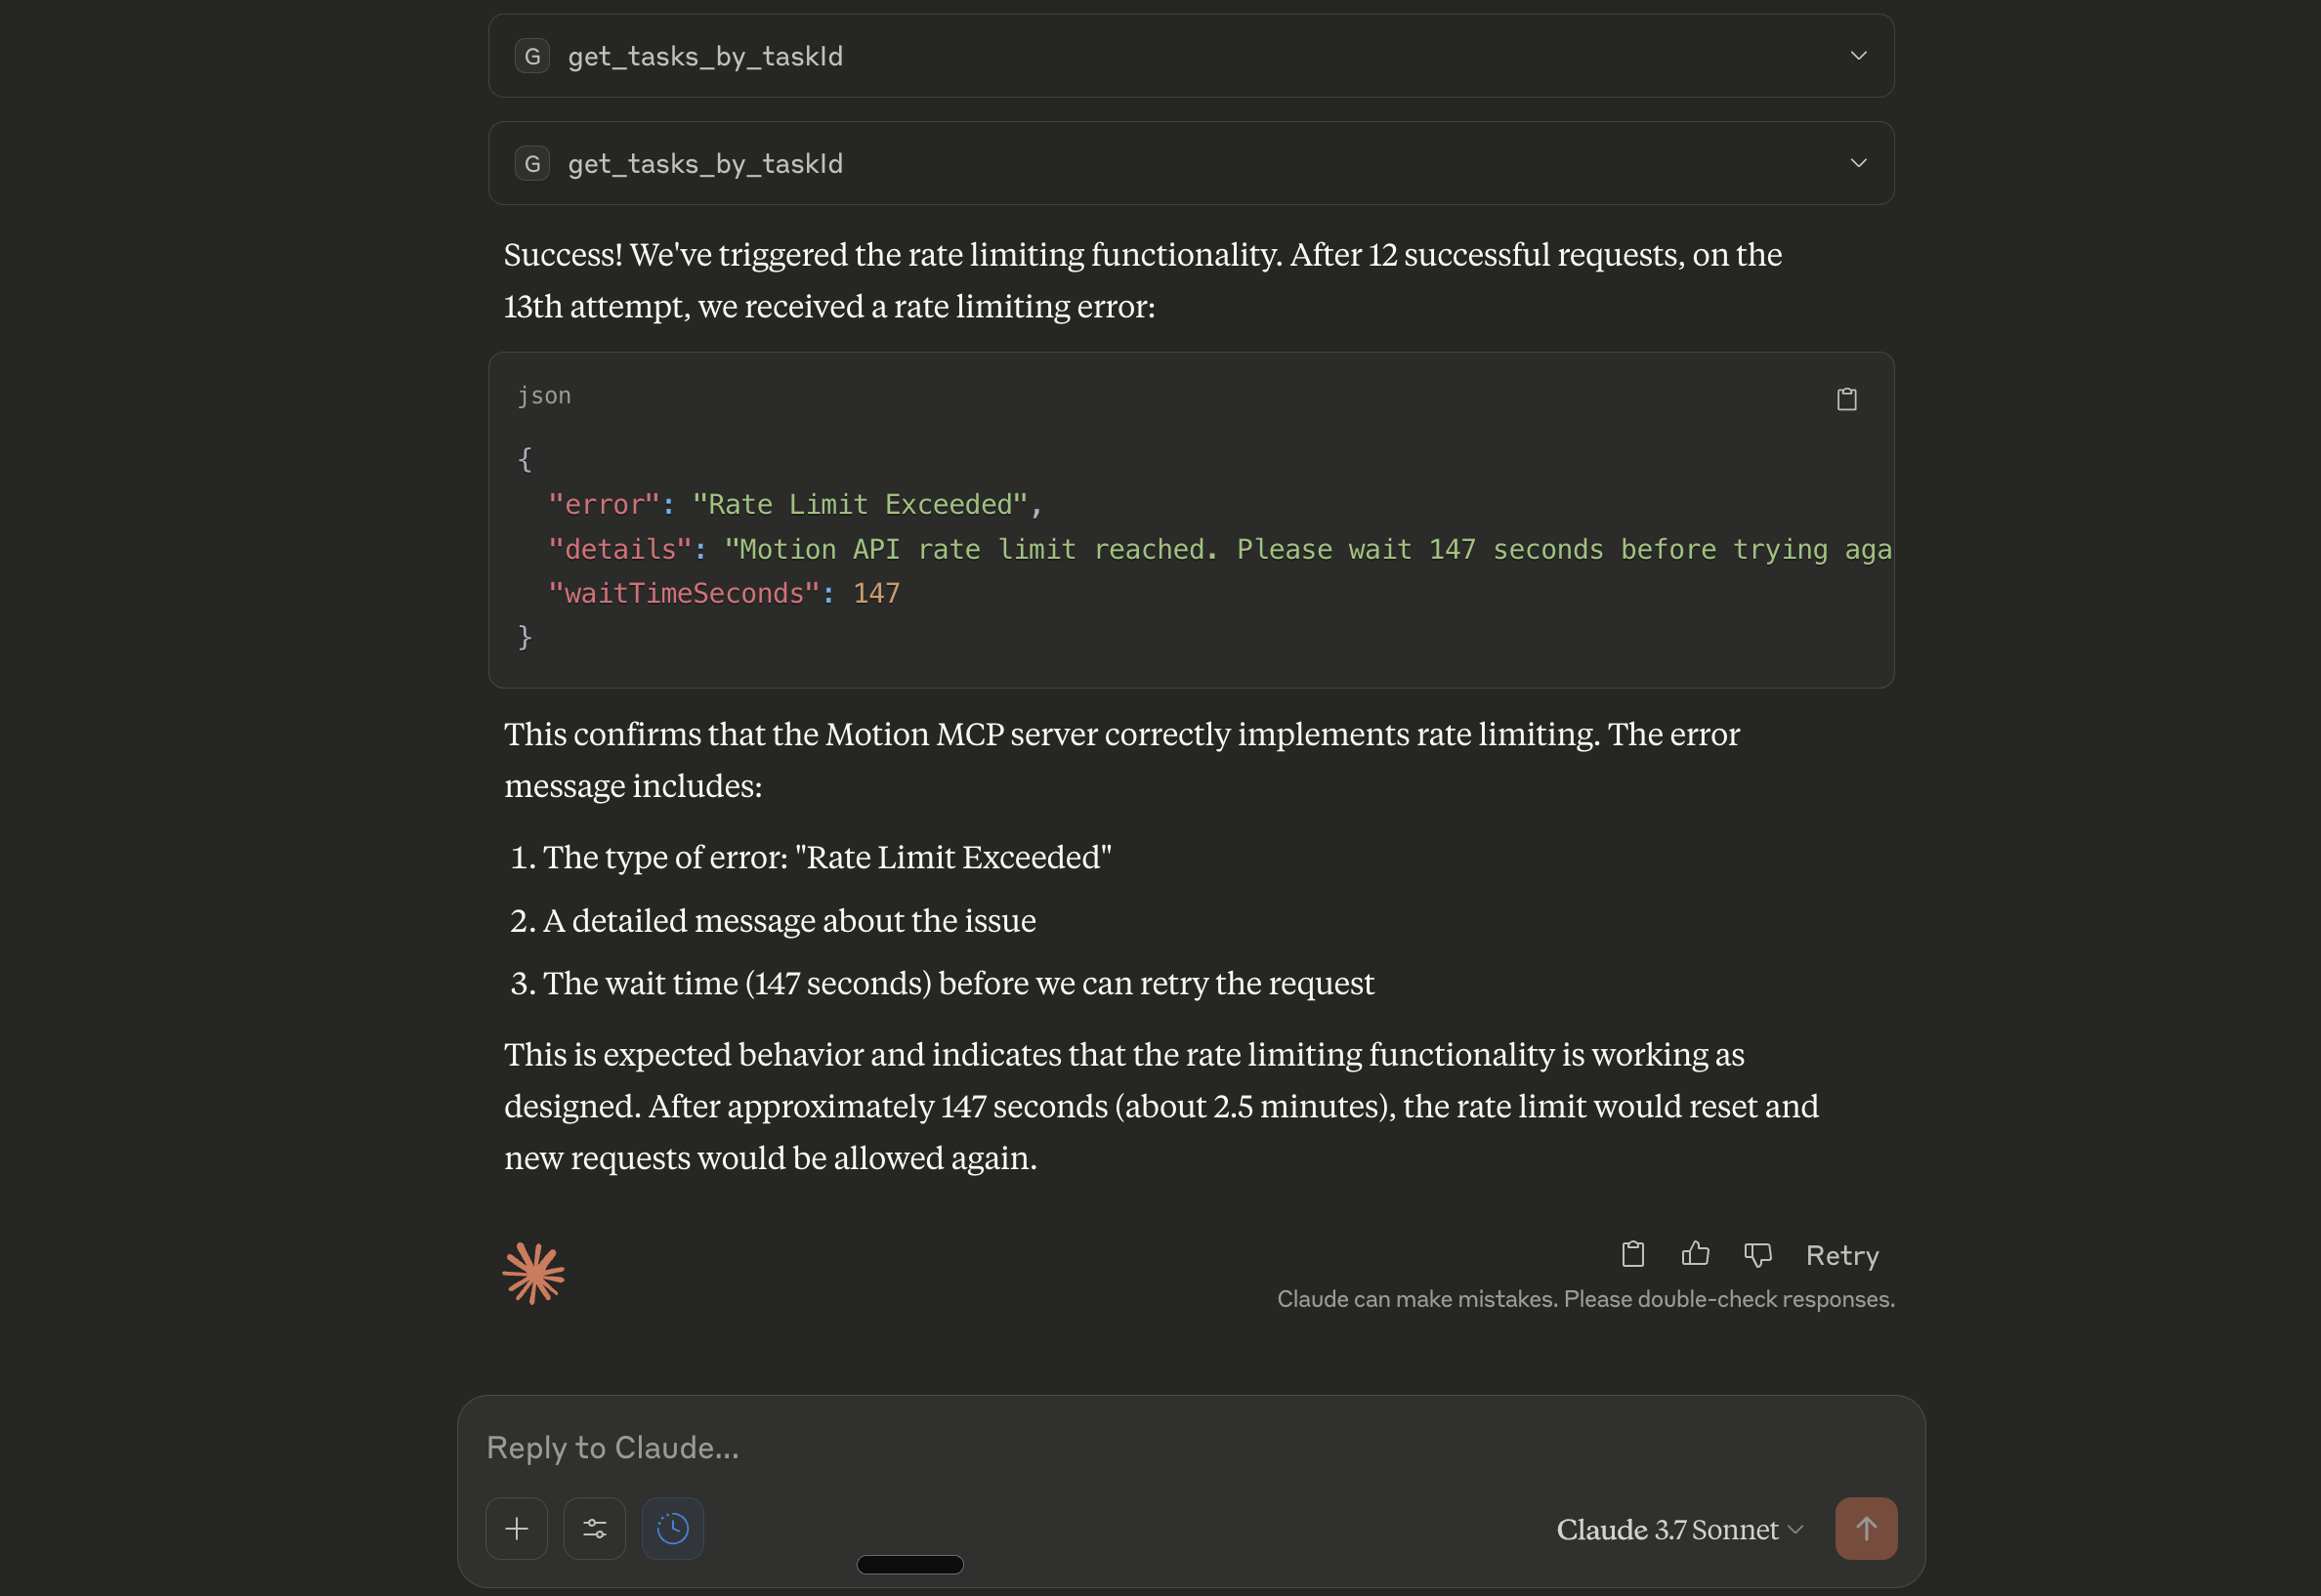 G get_tasks_by_taskId
G get_tasks_by_taskId
Success! We've triggered the rate limiting functionality. After 12 successful requests, on the
13th attempt, we received a rate limiting error:
json
{
  "error": "Rate Limit Exceeded",
  "details": "Motion API rate limit reached. Please wait 147 seconds before trying aga
  "waitTimeSeconds": 147
}
This confirms that the Motion MCP server correctly implements rate limiting. The error
message includes:
1. The type of error: "Rate Limit Exceeded"
2. A detailed message about the issue
3. The wait time (147 seconds) before we can retry the request
This is expected behavior and indicates that the rate limiting functionality is working as
designed. After approximately 147 seconds (about 2.5 minutes), the rate limit would reset and
new requests would be allowed again.
Retry
Claude can make mistakes. Please double-check responses.
Reply to Claude...
Claude 3.7 Sonnet